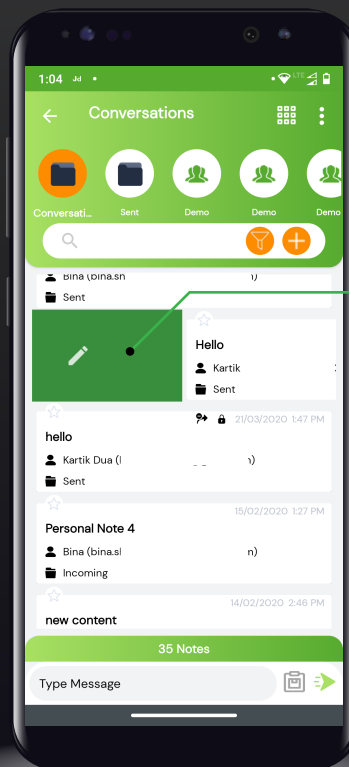 1:04
LTE
Conversations
Conversati... Sent Demo Demo Demo
Bina (bina.sh
Sent
Hello
Kartik
Sent
21/03/2020 1:47 PM
hello
Kartik Dua (
Sent
15/02/2020 1:27 PM
Personal Note 4
Bina (bina.sl n)
Incoming
14/02/2020 2:46 PM
new content
35 Notes
Type Message